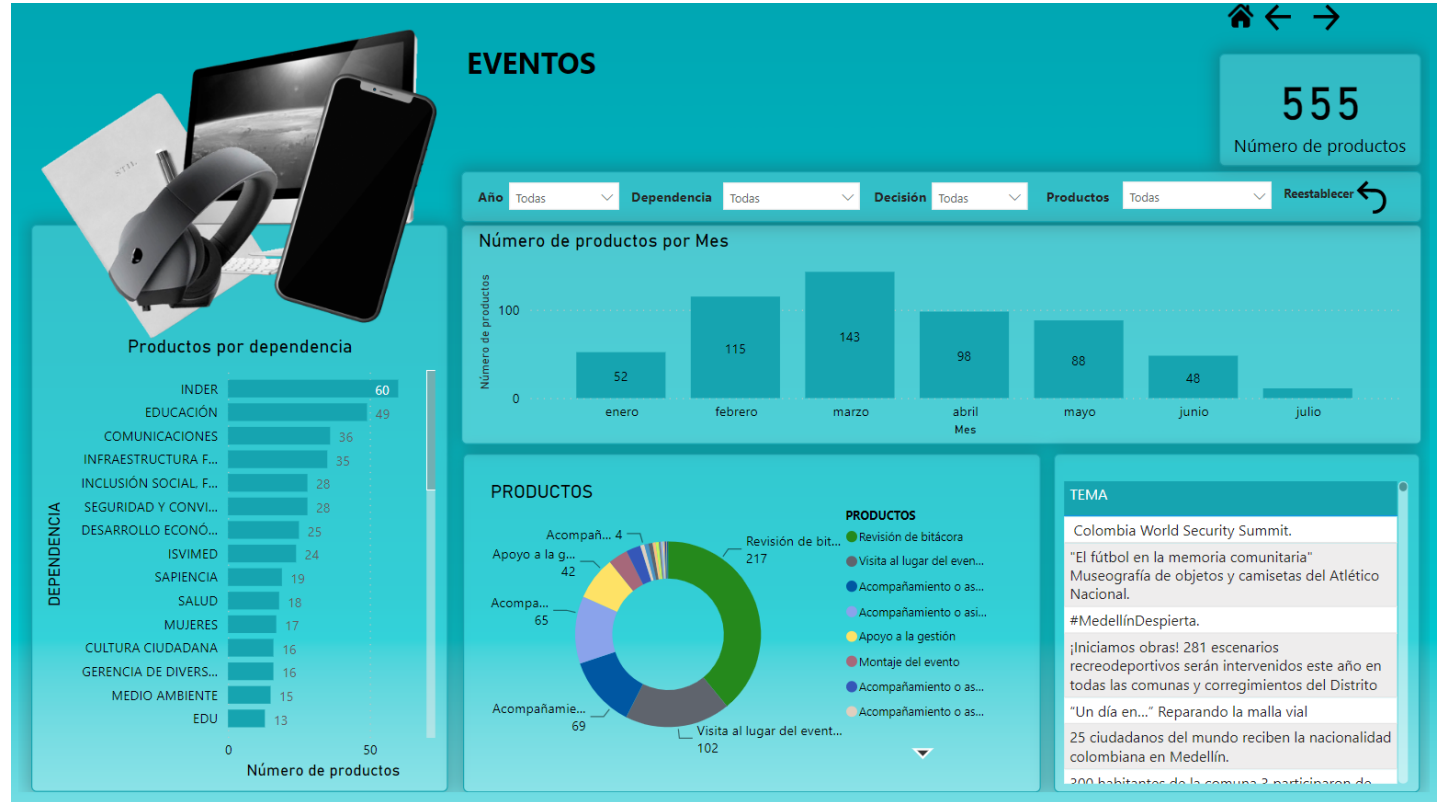 EVENTOS
555
Número de productos
Año Todas Dependencia Todas Decisión Todas Productos Todas Reestablecer
STIL
Número de productos por Mes
Número de productos
100
0
52
115
143
98
88
48
enero febrero marzo abril mayo junio julio
Mes
Productos por dependencia
DEPENDENCIA
INDER 60
EDUCACIÓN 49
COMUNICACIONES 36
INFRAESTRUCTURA F... 35
INCLUSIÓN SOCIAL, F... 28
SEGURIDAD Y CONVI... 28
DESARROLLO ECONÓ... 25
ISVIMED 24
SAPIENCIA 19
SALUD 18
MUJERES 17
CULTURA CIUDADANA 16
GERENCIA DE DIVERS... 16
MEDIO AMBIENTE 15
EDU 13
0 50
Número de productos
PRODUCTOS
Acompañ... 4
Apoyo a la g...
42
Acompa...
65
Acompañamie...
69
Visita al lugar del event...
102
Revisión de bit...
217
PRODUCTOS
Revisión de bitácora
Visita al lugar del even...
Acompañamiento o as...
Acompañamiento o asi...
Apoyo a la gestión
Montaje del evento
Acompañamiento o as...
Acompañamiento o as...
TEMA
Colombia World Security Summit.
"El fútbol en la memoria comunitaria"
Museografía de objetos y camisetas del Atlético
Nacional.
#MedellínDespierta.
¡Iniciamos obras! 281 escenarios
recreodeportivos serán intervenidos este año en
todas las comunas y corregimientos del Distrito
"Un día en..." Reparando la malla vial
25 ciudadanos del mundo reciben la nacionalidad
colombiana en Medellín.
300 habitantes de la comuna 3 participaron de